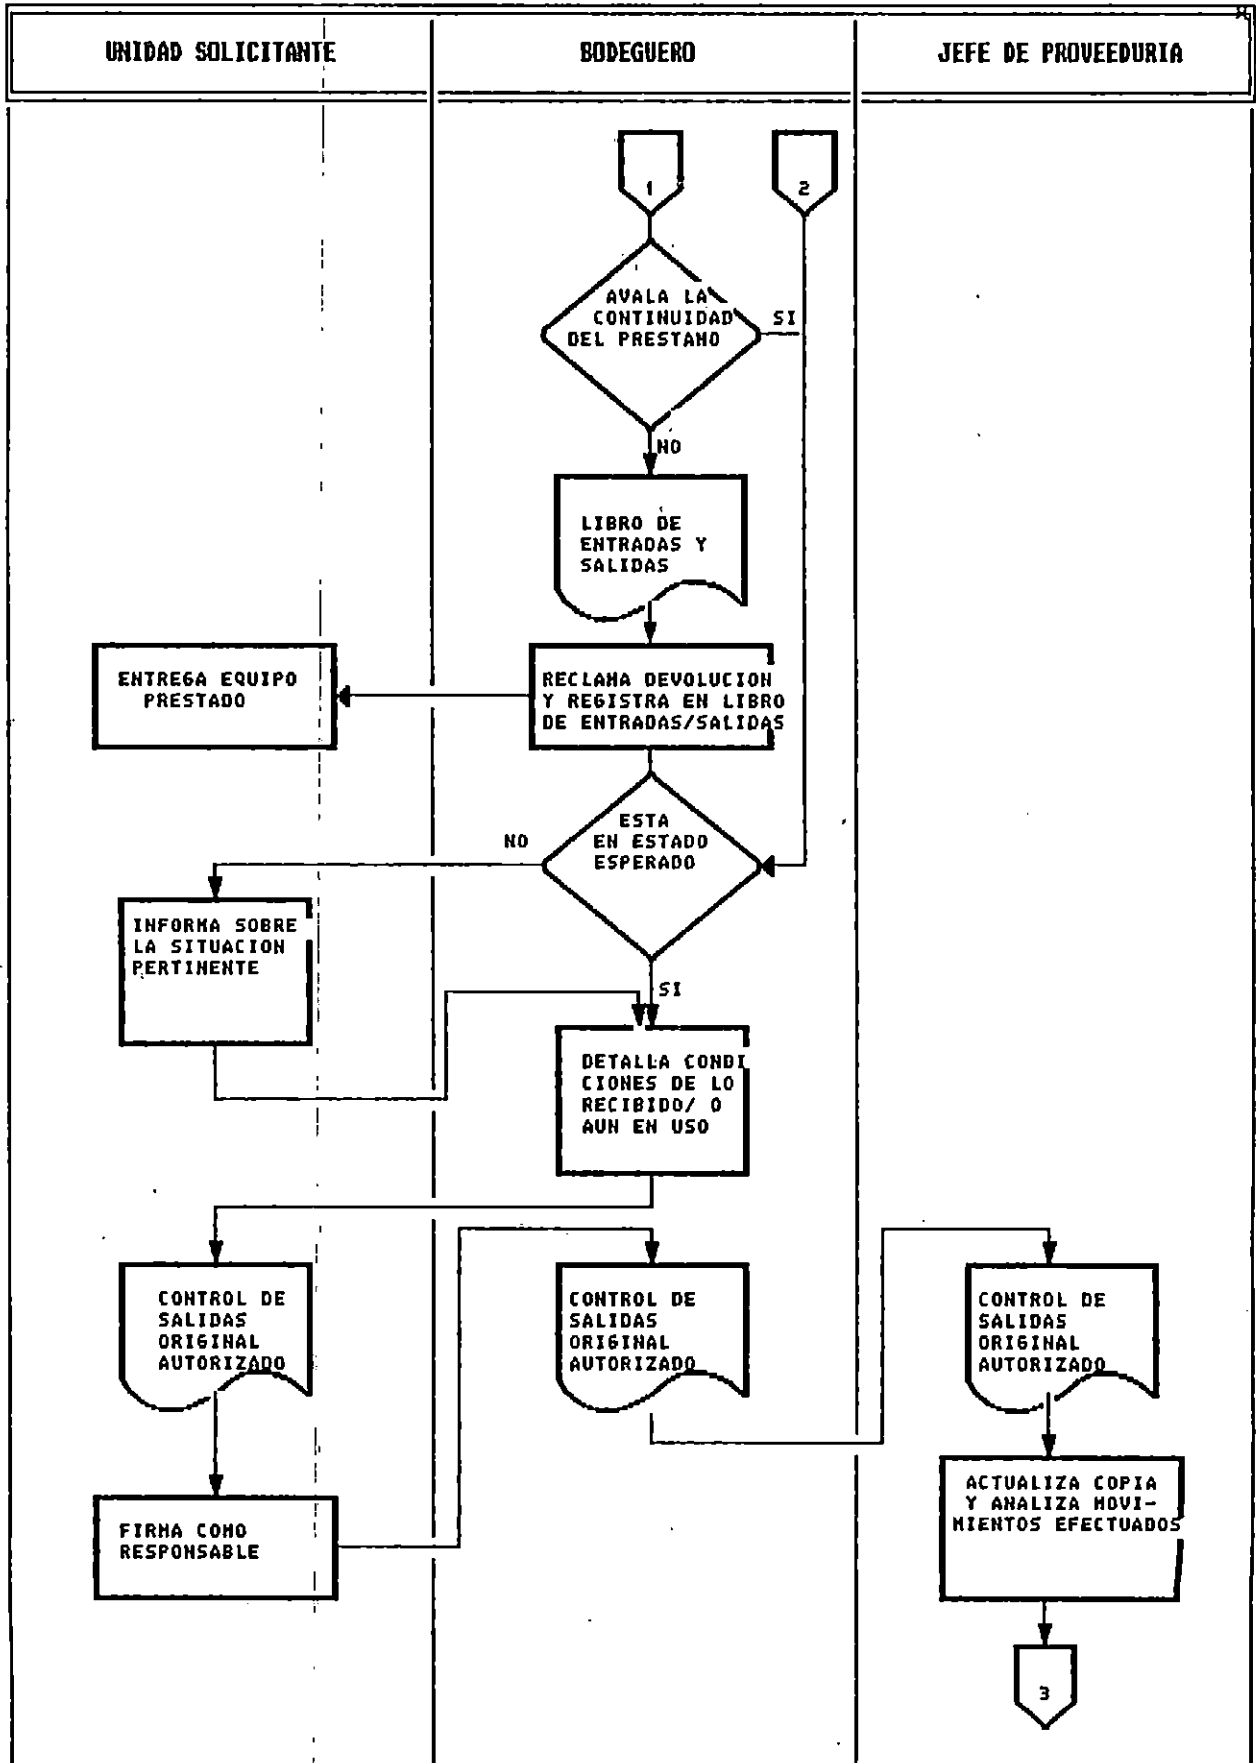 UNIDAD SOLICITANTE
BODEGUERO
JEFE DE PROVEEDURIA
1
2
AVALA LA
CONTINUIDAD
DEL PRESTAMO
SI
NO
LIBRO DE
ENTRADAS Y
SALIDAS
ENTREGA EQUIPO
PRESTADO
RECLAMA DEVOLUCION
Y REGISTRA EN LIBRO
DE ENTRADAS/SALIDAS
ESTA
EN ESTADO
ESPERADO
NO
INFORMA SOBRE
LA SITUACION
PERTINENTE
SI
DETALLA CONDI
CIONES DE LO
RECIBIDO/ O
AUN EN USO
CONTROL DE
SALIDAS
ORIGINAL
AUTORIZADO
CONTROL DE
SALIDAS
ORIGINAL
AUTORIZADO
CONTROL DE
SALIDAS
ORIGINAL
AUTORIZADO
FIRMA COMO
RESPONSABLE
ACTUALIZA COPIA
Y ANALIZA MOVI-
MIENTOS EFECTUADOS
3